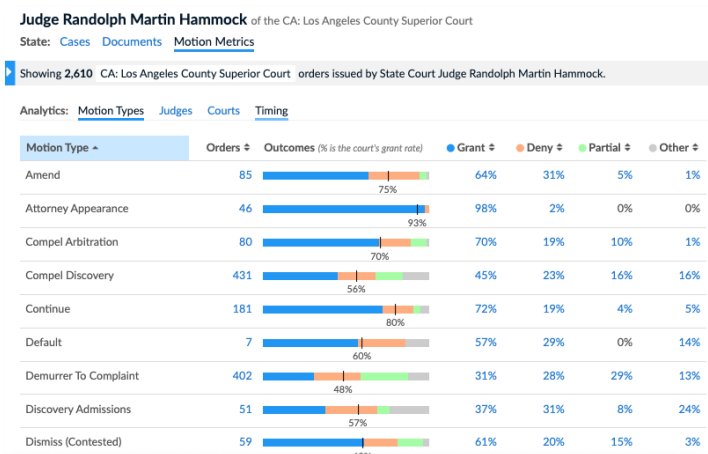 Judge Randolph Martin Hammock of the CA: Los Angeles County Superior Court
State: Cases Documents Motion Metrics
Showing 2,610 CA: Los Angeles County Superior Court orders issued by State Court Judge Randolph Martin Hammock.
Analytics: Motion Types Judges Courts Timing
Motion Type Orders Outcomes (% is the court's grant rate) Grant Deny Partial Other
Amend 85 64% 31% 5% 1%
75%
Attorney Appearance 46 98% 2% 0% 0%
93%
Compel Arbitration 80 70% 19% 10% 1%
70%
Compel Discovery 431 45% 23% 16% 16%
56%
Continue 181 72% 19% 4% 5%
80%
Default 7 57% 29% 0% 14%
60%
Demurrer To Complaint 402 31% 28% 29% 13%
48%
Discovery Admissions 51 37% 31% 8% 24%
57%
Dismiss (Contested) 59 61% 20% 15% 3%